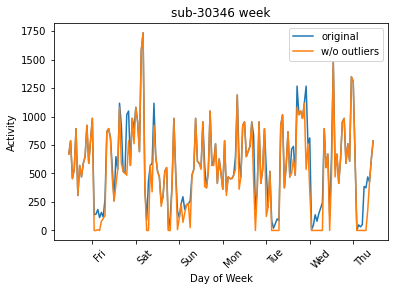 sub-30346 week
original
w/o outliers
Activity
1750
1500
1250
1000
750
500
250
0
Fri
Sat
Sun
Mon
Tue
Wed
Thu
Day of Week